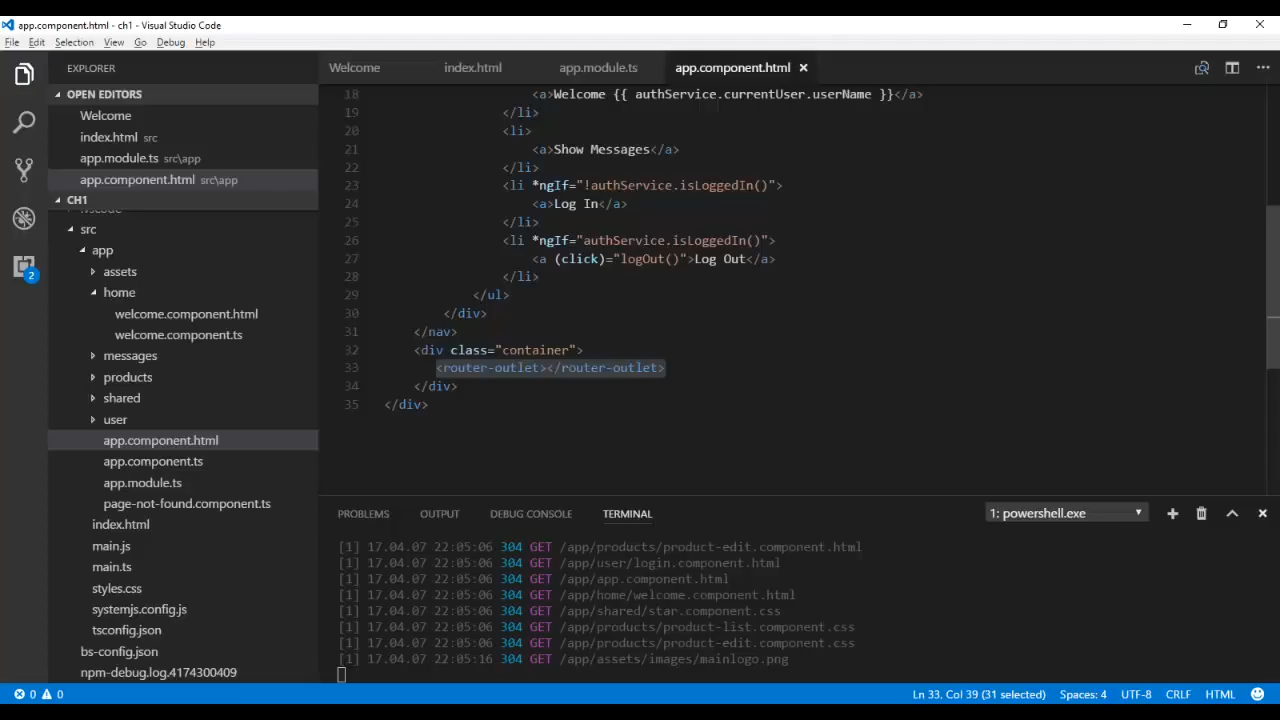 app.component.html - ch1 - Visual Studio Code
File Edit Selection View Go Debug Help
EXPLORER
OPEN EDITORS
Welcome
index.html src
app.module.ts src\app
app.component.html src\app
CH1
.vscode
src
app
assets
home
welcome.component.html
welcome.component.ts
messages
products
shared
user
app.component.html
app.component.ts
app.module.ts
page-not-found.component.ts
index.html
main.js
main.ts
styles.css
systemjs.config.js
tsconfig.json
bs-config.json
npm-debug.log.4174300409
2
Welcome index.html app.module.ts app.component.html
18 <a>Welcome {{ authService.currentUser.userName }}</a>
19 </li>
20 <li>
21 <a>Show Messages</a>
22 </li>
23 <li *ngIf="!authService.isLoggedIn()">
24 <a>Log In</a>
25 </li>
26 <li *ngIf="authService.isLoggedIn()">
27 <a (click)="logOut()">Log Out</a>
28 </li>
29 </ul>
30 </div>
31 </nav>
32 <div class="container">
33 <router-outlet></router-outlet>
34 </div>
35 </div>
PROBLEMS OUTPUT DEBUG CONSOLE TERMINAL 1: powershell.exe
[1] 17.04.07 22:05:06 304 GET /app/products/product-edit.component.html
[1] 17.04.07 22:05:06 304 GET /app/user/login.component.html
[1] 17.04.07 22:05:06 304 GET /app/app.component.html
[1] 17.04.07 22:05:06 304 GET /app/home/welcome.component.html
[1] 17.04.07 22:05:06 304 GET /app/shared/star.component.css
[1] 17.04.07 22:05:06 304 GET /app/products/product-list.component.css
[1] 17.04.07 22:05:06 304 GET /app/products/product-edit.component.css
[1] 17.04.07 22:05:16 304 GET /app/assets/images/mainlogo.png
0 0 Ln 33, Col 39 (31 selected) Spaces: 4 UTF-8 CRLF HTML